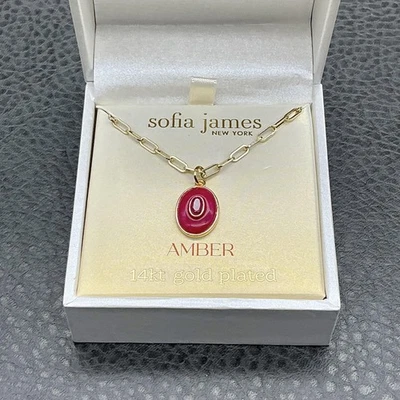 sofia james
NEW YORK
AMBER
14kt gold plated